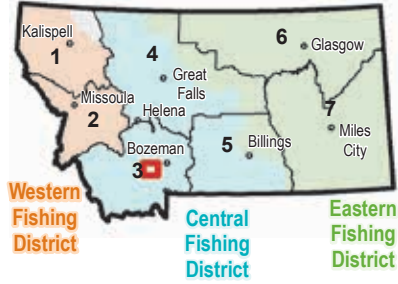 Kalispell
1
4
6
Glasgow
Great
Falls
Missoula
2
Helena
7
Miles
City
Bozeman
3
5
Billings
Western
Fishing
District
Central
Fishing
District
Eastern
Fishing
District